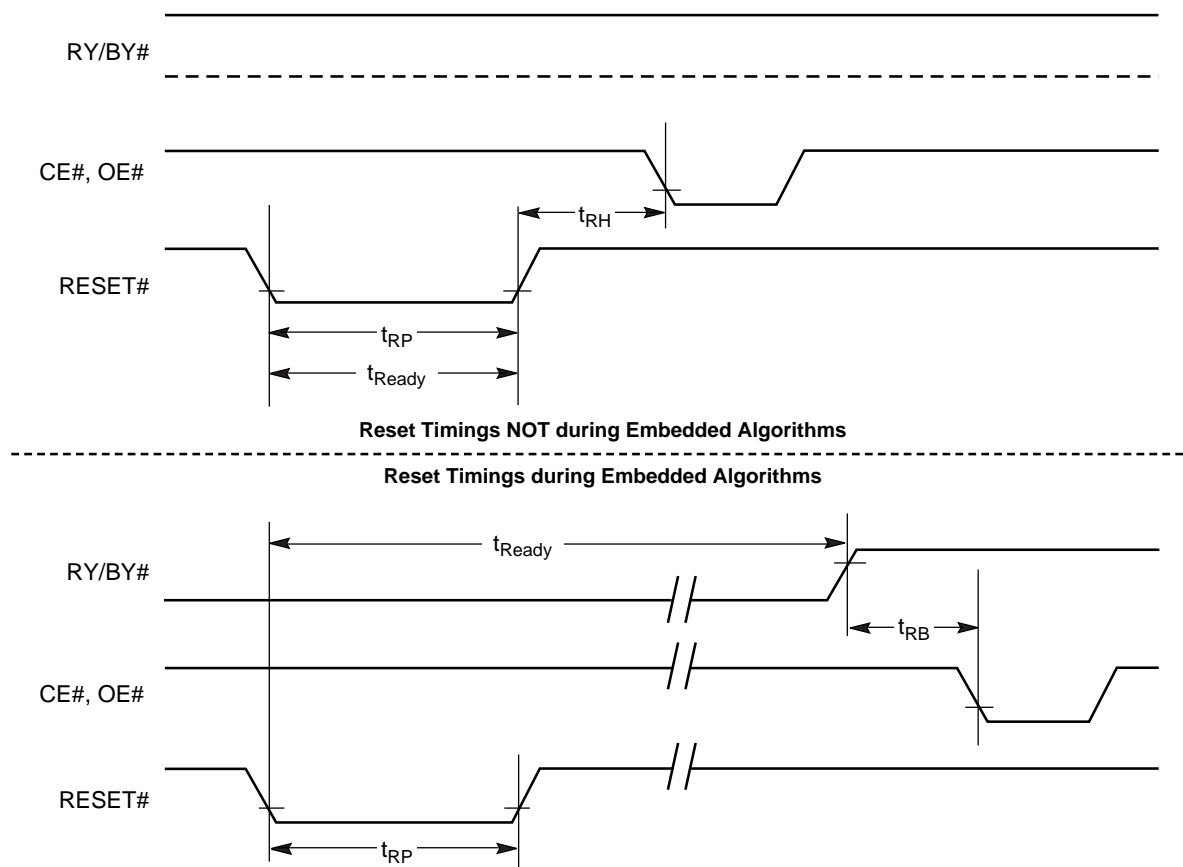 RY/BY#
CE#, OE#
tRH
RESET#
tRP
tReady
Reset Timings NOT during Embedded Algorithms
Reset Timings during Embedded Algorithms
tReady
RY/BY#
tRB
CE#, OE#
RESET#
tRP